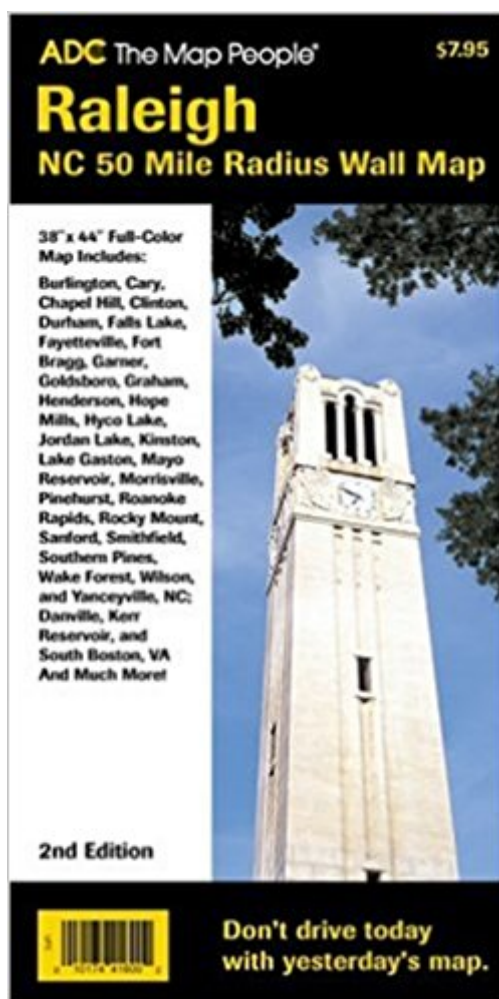 ADC The Map People®
$7.95
Raleigh
NC 50 Mile Radius Wall Map
38"x 44" Full-Color
Map Includes:
Burlington, Cary,
Chapel Hill, Clinton,
Durham, Falls Lake,
Fayetteville, Fort
Bragg, Garner,
Goldsboro, Graham,
Henderson, Hope
Mills, Hyco Lake,
Jordan Lake, Kinston,
Lake Gaston, Mayo
Reservoir, Morrisville,
Pinehurst, Roanoke
Rapids, Rocky Mount,
Sanford, Smithfield,
Southern Pines,
Wake Forest, Wilson,
and Yanceyville, NC;
Danville, Kerr
Reservoir, and
South Boston, VA
And Much More!
2nd Edition
Don't drive today
with yesterday's map.